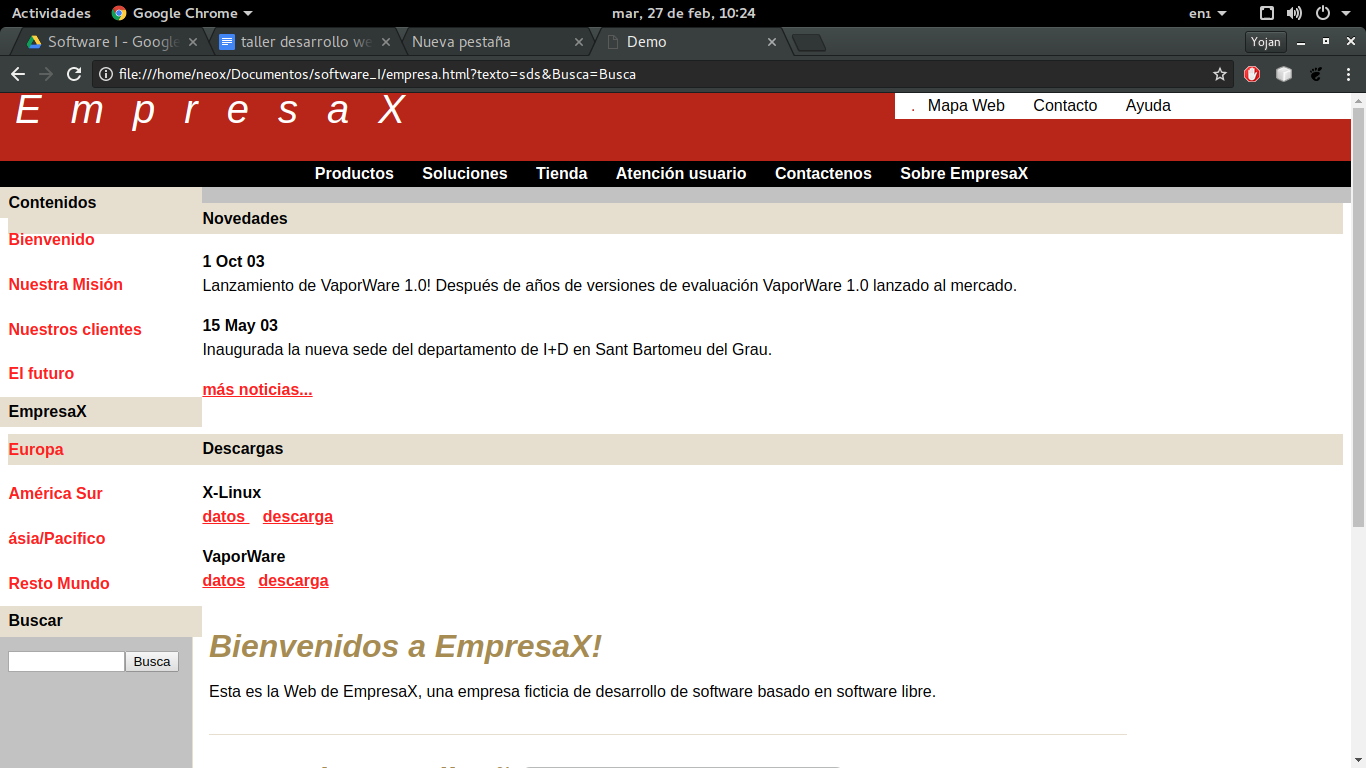 Actividades Google Chrome mar, 27 de feb, 10:24 en1
Software I - Google taller desarrollo we Nueva pestaña Demo Yojan
file:///home/neox/Documentos/software_I/empresa.html?texto=sds&Busca=Busca
EmpresaX
. Mapa Web Contacto Ayuda
Productos Soluciones Tienda Atención usuario Contactenos Sobre EmpresaX
Contenidos
Bienvenido
Nuestra Misión
Nuestros clientes
El futuro
EmpresaX
Europa
América Sur
ásia/Pacifico
Resto Mundo
Buscar
Busca
Novedades
1 Oct 03
Lanzamiento de VaporWare 1.0! Después de años de versiones de evaluación VaporWare 1.0 lanzado al mercado.
15 May 03
Inaugurada la nueva sede del departamento de I+D en Sant Bartomeu del Grau.
más noticias...
Descargas
X-Linux
datos descarga
VaporWare
datos descarga
Bienvenidos a EmpresaX!
Esta es la Web de EmpresaX, una empresa ficticia de desarrollo de software basado en software libre.